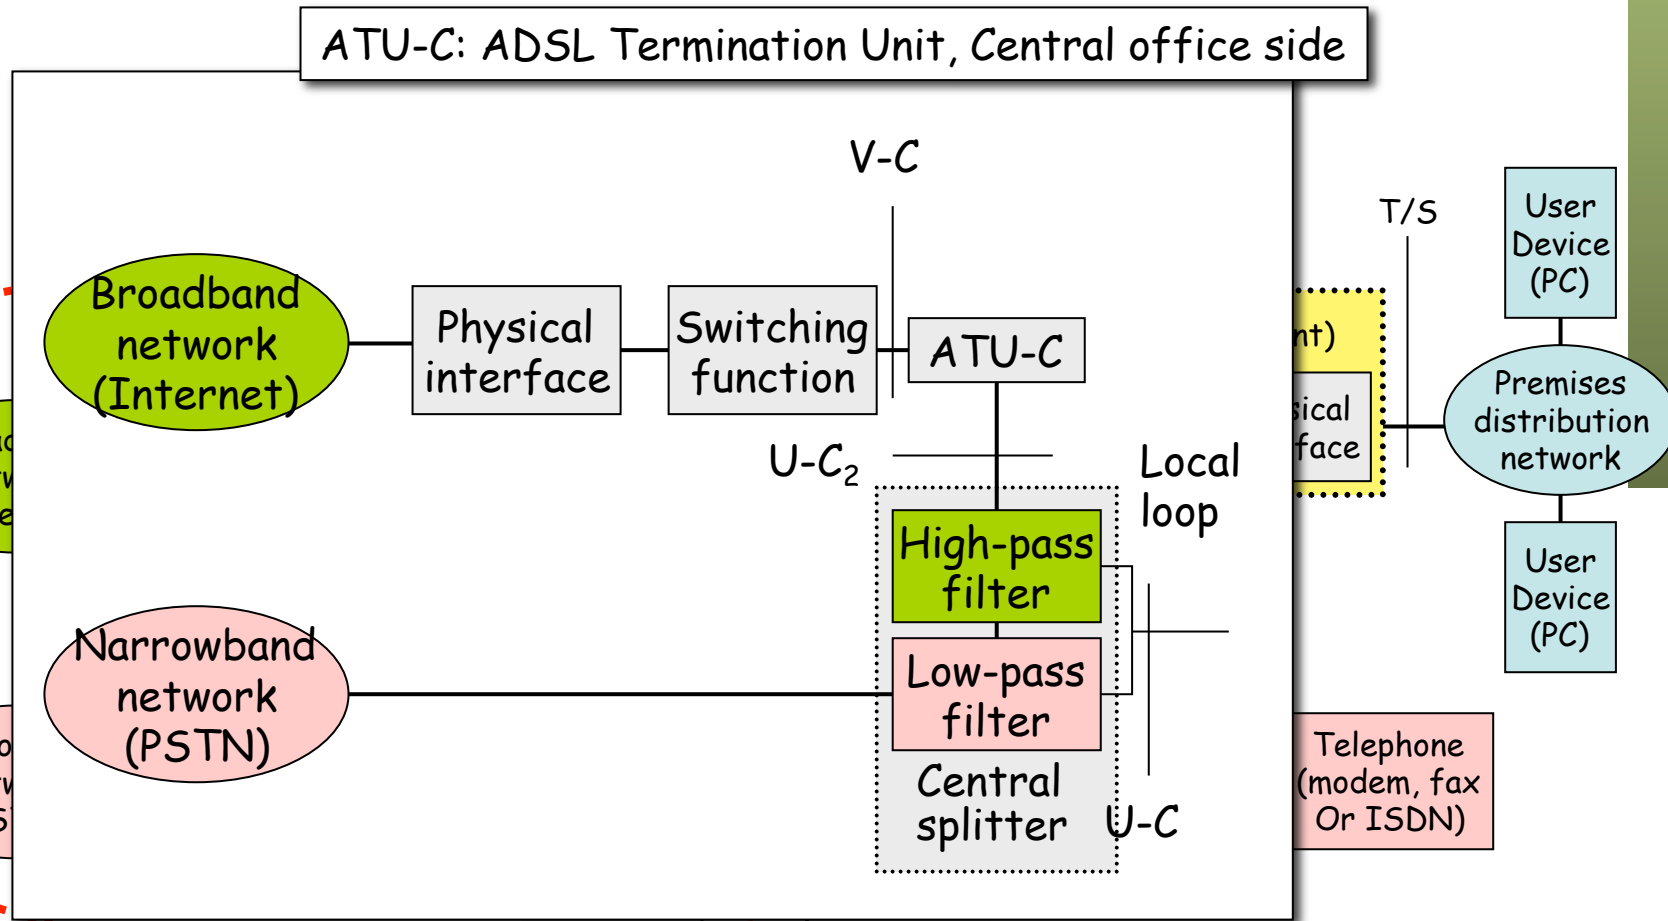 ATU-C: ADSL Termination Unit, Central office side
V-C
Broadband
network
(Internet)
Physical
interface
Switching
function
ATU-C
U-C₂
Local
loop
High-pass
filter
Narrowband
network
(PSTN)
Low-pass
filter
Central
splitter
U-C
T/S
User
Device
(PC)
nt)
sical
face
Premises
distribution
network
User
Device
(PC)
Telephone
(modem, fax
Or ISDN)